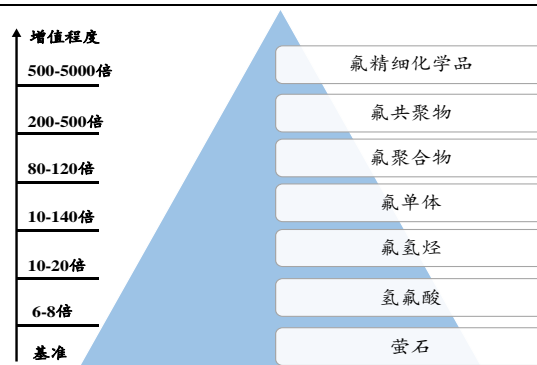 增值程度
500-5000倍
氟精细化学品
200-500倍
氟共聚物
80-120倍
氟聚合物
10-140倍
氟单体
10-20倍
氟氢烃
6-8倍
氢氟酸
基准
萤石